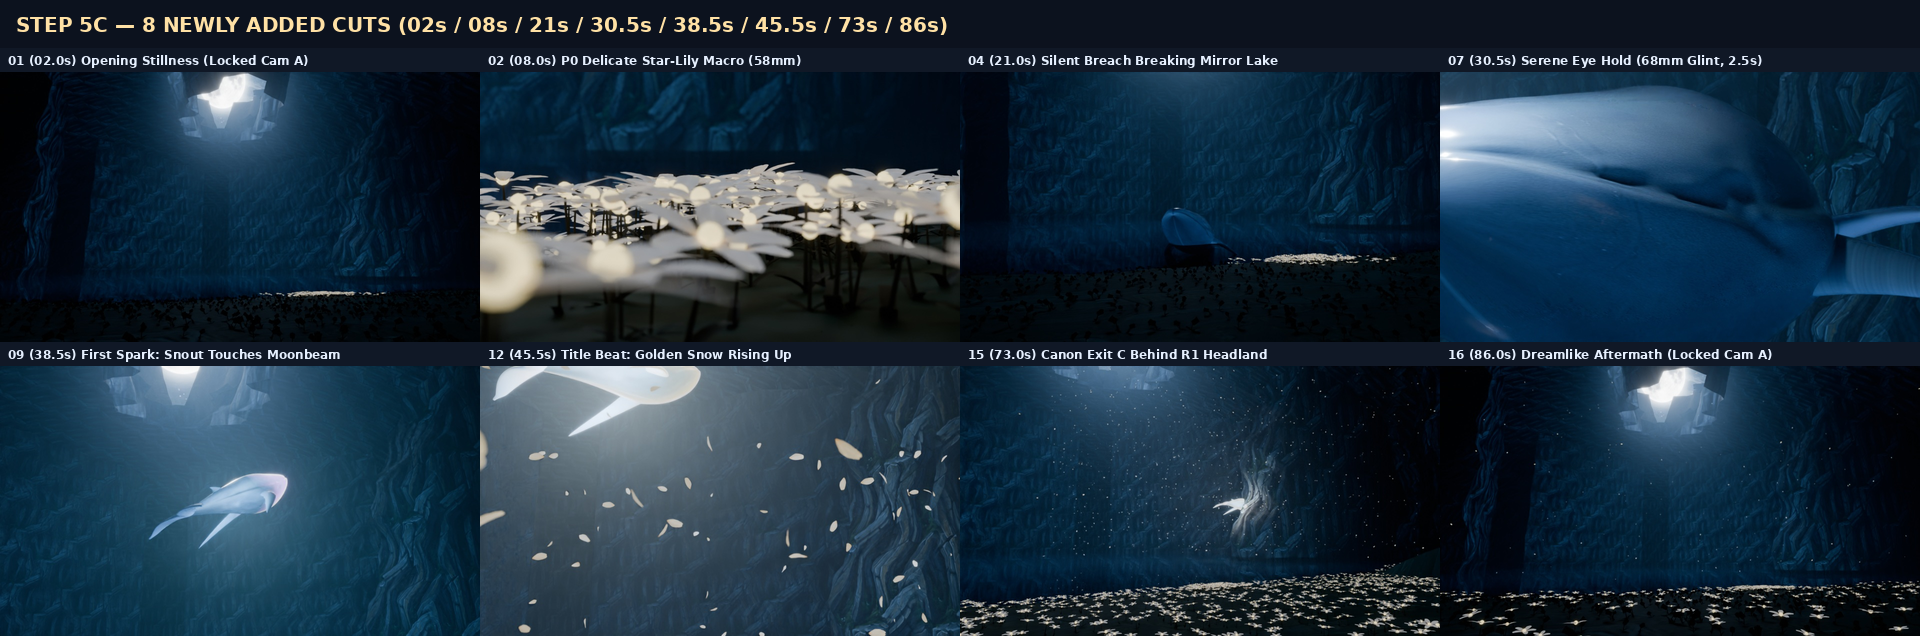 STEP 5C — 8 NEWLY ADDED CUTS (02s / 08s / 21s / 30.5s / 38.5s / 45.5s / 73s / 86s)
01 (02.0s) Opening Stillness (Locked Cam A)
02 (08.0s) P0 Delicate Star-Lily Macro (58mm)
04 (21.0s) Silent Breach Breaking Mirror Lake
07 (30.5s) Serene Eye Hold (68mm Glint, 2.5s)
09 (38.5s) First Spark: Snout Touches Moonbeam
12 (45.5s) Title Beat: Golden Snow Rising Up
15 (73.0s) Canon Exit C Behind R1 Headland
16 (86.0s) Dreamlike Aftermath (Locked Cam A)